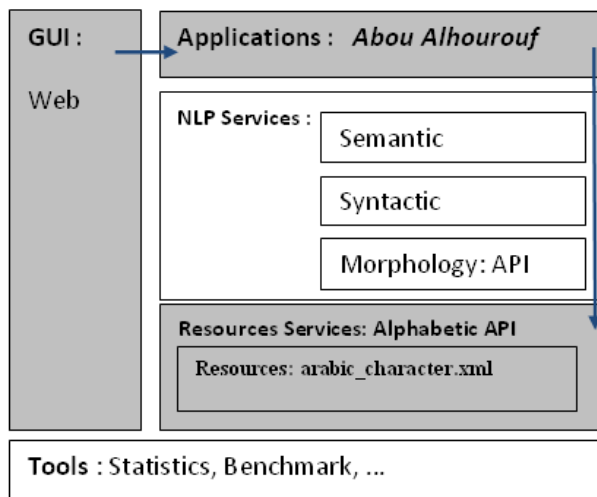 GUI :
Web
Applications : Abou Alhourouf
NLP Services :
Semantic
Syntactic
Morphology: API
Resources Services: Alphabetic API
Resources: arabic_character.xml
Tools : Statistics, Benchmark, ...